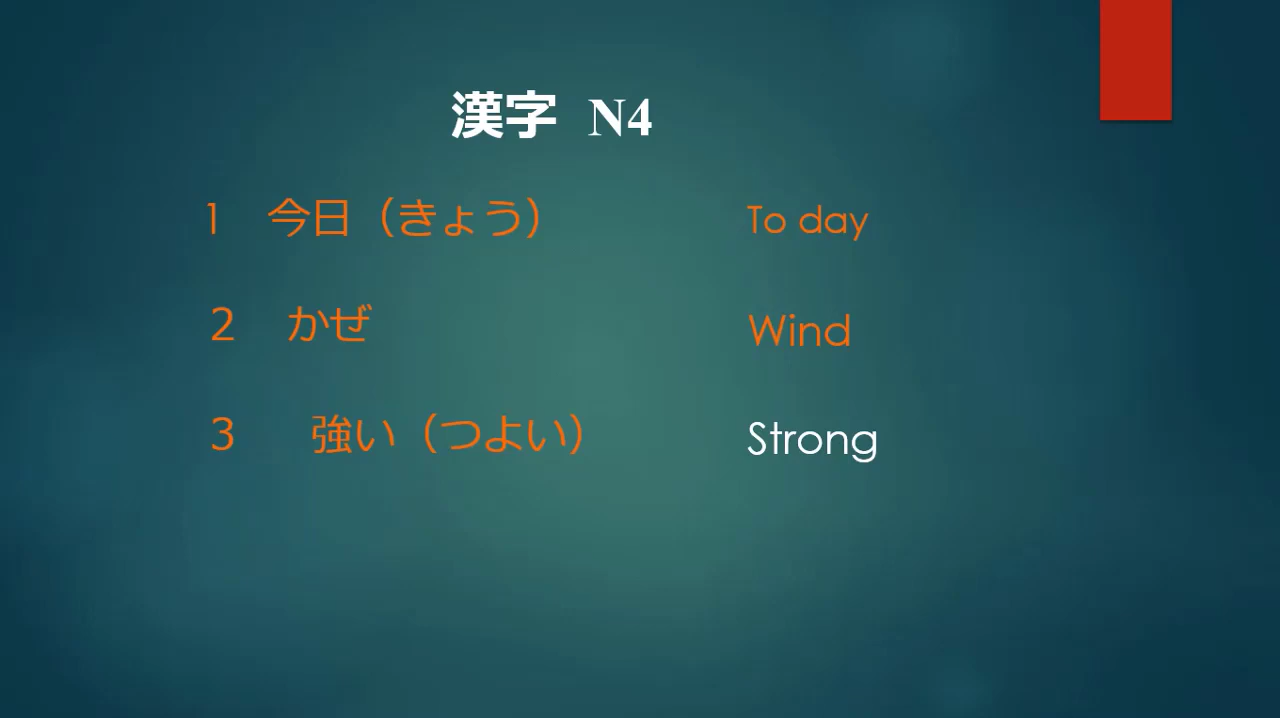 漢字 N4
1 今日（きょう） To day
２ かぜ Wind
３ 強い（つよい） Strong